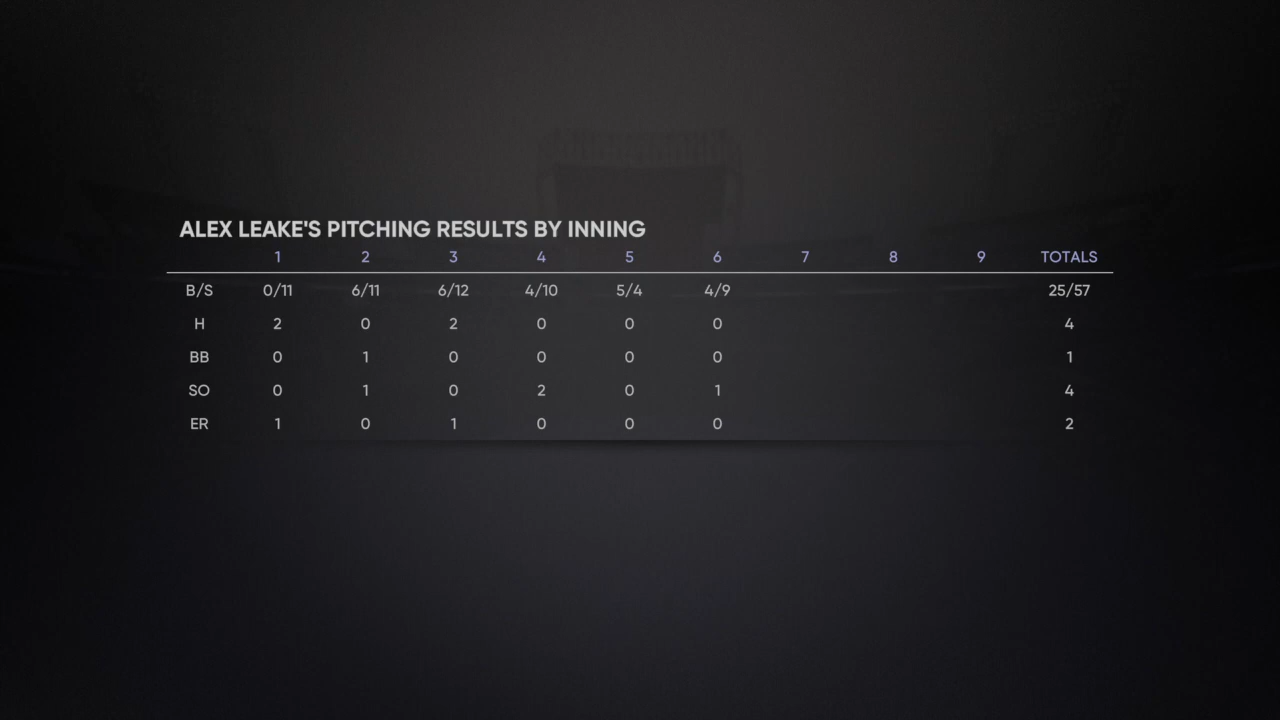 ALEX LEAKE'S PITCHING RESULTS BY INNING
1 2 3 4 5 6 7 8 9 TOTALS
B/S 0/11 6/11 6/12 4/10 5/4 4/9 25/57
H 2 0 2 0 0 0 4
BB 0 1 0 0 0 0 1
SO 0 1 0 2 0 1 4
ER 1 0 1 0 0 0 2